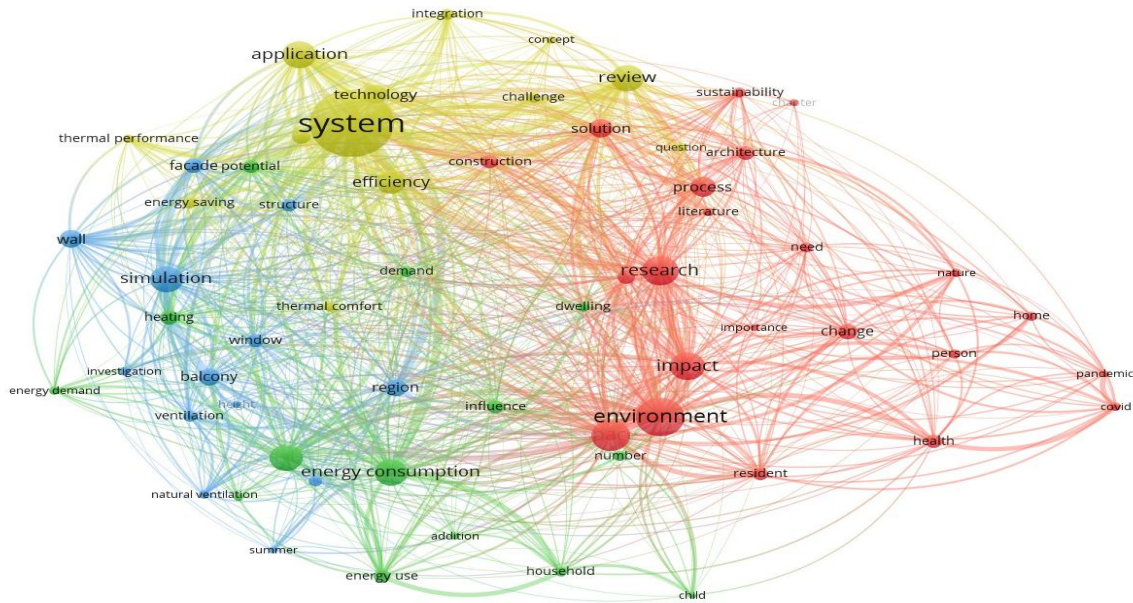 integration
concept
application
review
technology
challenge
sustainability
chapter
system
solution
thermal performance
question
architecture
construction
facade
potential
efficiency
process
energy saving
structure
literature
wall
need
simulation
demand
research
nature
thermal comfort
dwelling
heating
home
importance
change
window
person
impact
investigation
pandemic
balcony
region
energy demand
height
influence
covid
ventilation
environment
health
number
energy consumption
resident
natural ventilation
addition
summer
energy use
household
child